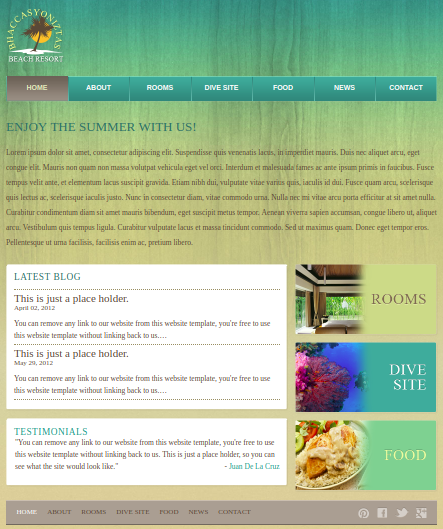 BHACCASYONIZTAS
BEACH RESORT
HOME ABOUT ROOMS DIVE SITE FOOD NEWS CONTACT
ENJOY THE SUMMER WITH US!
Lorem ipsum dolor sit amet, consectetur adipiscing elit. Suspendisse quis venenatis lacus, in imperdiet mauris. Duis nec aliquet arcu, eget
congue elit. Mauris non quam non massa volutpat vehicula eget vel orci. Interdum et malesuada fames ac ante ipsum primis in faucibus. Fusce
tempus velit ante, et elementum lacus suscipit gravida. Etiam nibh dui, vulputate vitae varius quis, iaculis id dui. Fusce quam arcu, scelerisque
quis lectus ac, scelerisque iaculis justo. Nunc in consectetur diam, vitae commodo urna. Nulla nec mi vitae arcu porta efficitur at sit amet nulla.
Curabitur condimentum diam sit amet mauris bibendum, eget suscipit metus tempor. Aenean viverra sapien accumsan, congue libero ut, aliquet
arcu. Vestibulum quis tempus ligula. Curabitur vulputate lacus et massa tincidunt commodo. Sed ut maximus quam. Donec eget tempor eros.
Pellentesque ut urna facilisis, facilisis enim ac, pretium libero.
LATEST BLOG
This is just a place holder.
April 02, 2012
You can remove any link to our website from this website template, you're free to use
this website template without linking back to us....
This is just a place holder.
May 29, 2012
You can remove any link to our website from this website template, you're free to use
this website template without linking back to us....
TESTIMONIALS
"You can remove any link to our website from this website template, you're free to use
this website template without linking back to us. This is just a place holder, so you can
see what the site would look like."
- Juan De La Cruz
ROOMS
DIVE
SITE
FOOD
HOME ABOUT ROOMS DIVE SITE FOOD NEWS CONTACT